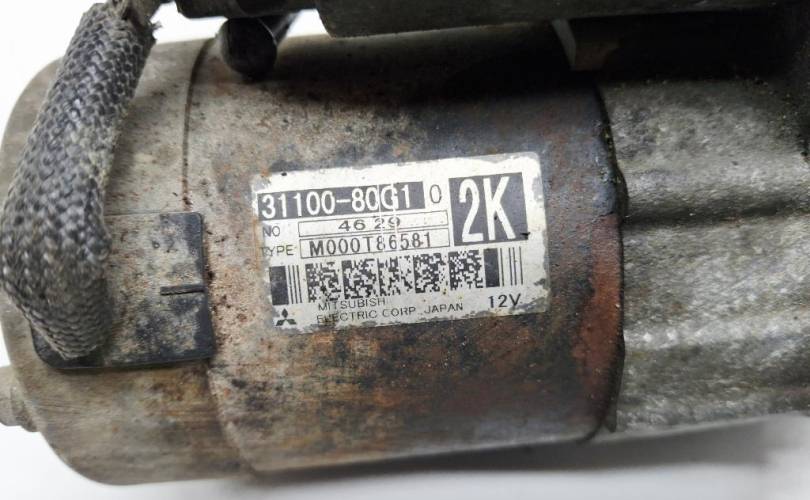 31100-80G1 0
2K
NO 4629
TYPE M000T86581
MITSUBISHI
ELECTRIC CORP. JAPAN 12V